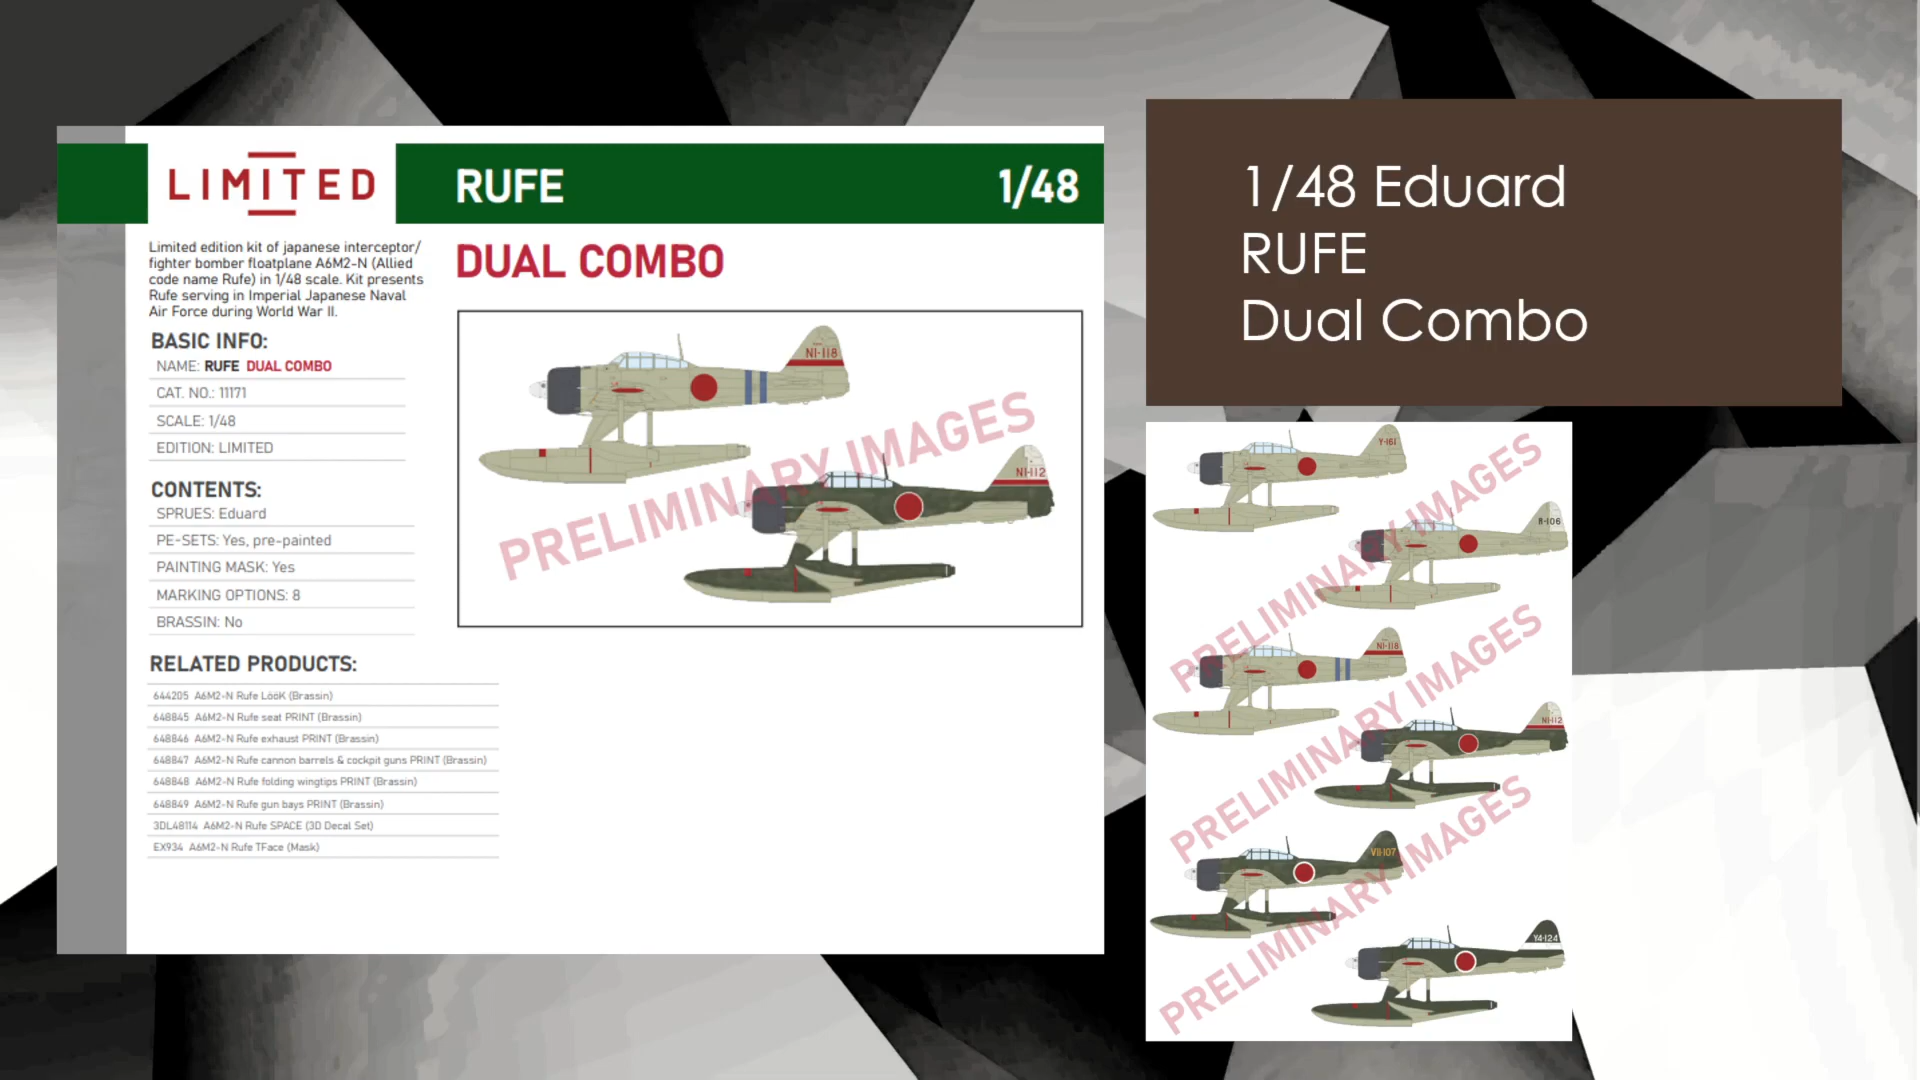 LIMITED
RUFE
1/48
Limited edition kit of japanese interceptor/
fighter bomber floatplane A6M2-N (Allied
code name Rufe) in 1/48 scale. Kit presents
Rufe serving in Imperial Japanese Naval
Air Force during World War II.
BASIC INFO:
NAME: RUFE DUAL COMBO
CAT. NO.: 11171
SCALE: 1/48
EDITION: LIMITED
CONTENTS:
SPRUES: Eduard
PE-SETS: Yes, pre-painted
PAINTING MASK: Yes
MARKING OPTIONS: 8
BRASSIN: No
RELATED PRODUCTS:
644205 A6M2-N Rufe LööK (Brassin)
648845 A6M2-N Rufe seat PRINT (Brassin)
648846 A6M2-N Rufe exhaust PRINT (Brassin)
648847 A6M2-N Rufe cannon barrels & cockpit guns PRINT (Brassin)
648848 A6M2-N Rufe folding wingtips PRINT (Brassin)
648849 A6M2-N Rufe gun bays PRINT (Brassin)
3DL48114 A6M2-N Rufe SPACE (3D Decal Set)
EX934 A6M2-N Rufe TFace (Mask)
DUAL COMBO
N1-118
N1-112
PRELIMINARY IMAGES
1/48 Eduard
RUFE
Dual Combo
Y-161
R-106
PRELIMINARY IMAGES
N1-118
N1-112
PRELIMINARY IMAGES
VII-107
Y4-124
PRELIMINARY IMAGES